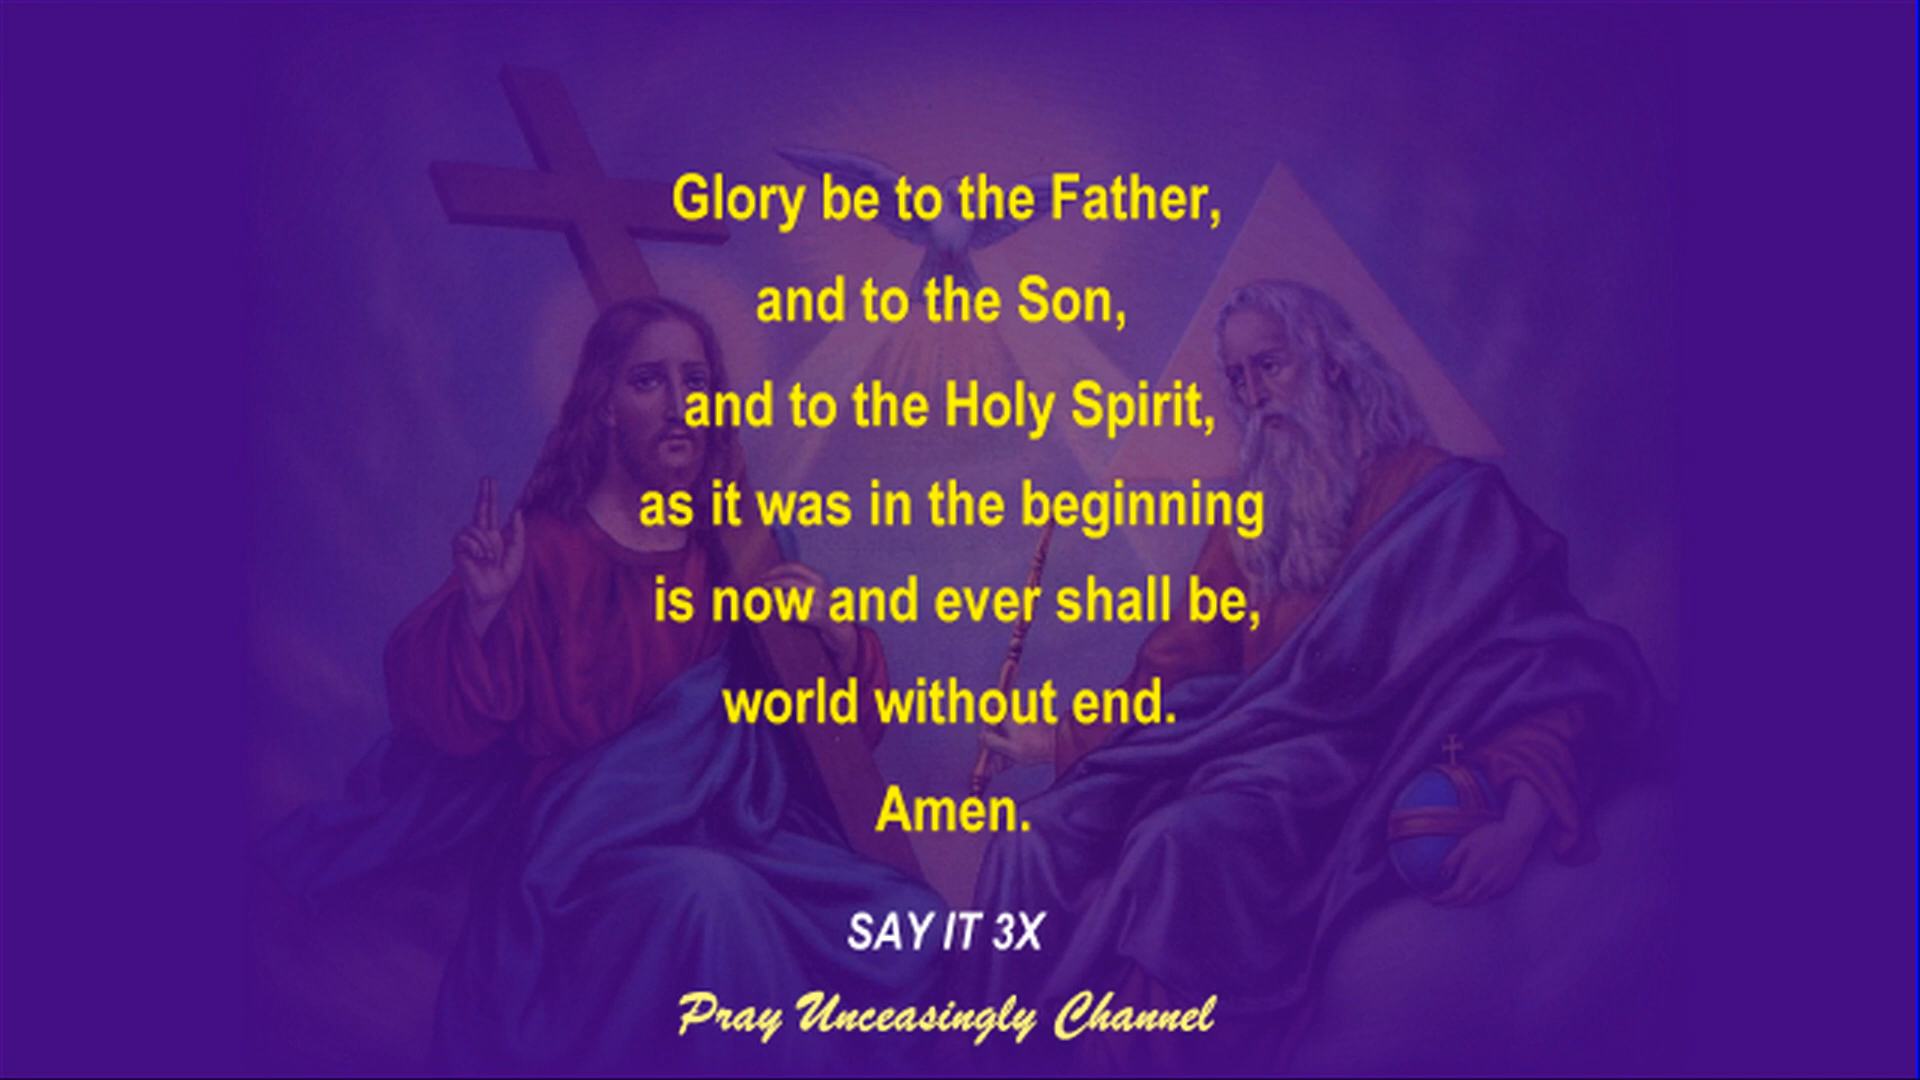 Glory be to the Father,
and to the Son,
and to the Holy Spirit,
as it was in the beginning
is now and ever shall be,
world without end.
Amen.
SAY IT 3X
Pray Unceasingly Channel